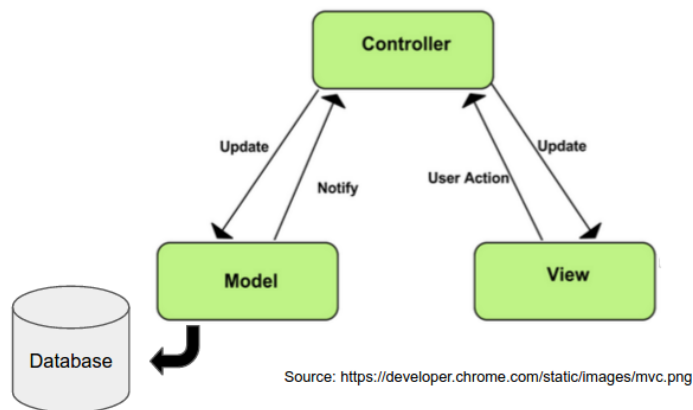 Controller
Update
Notify
User Action
Update
Model
View
Database
Source: https://developer.chrome.com/static/images/mvc.png